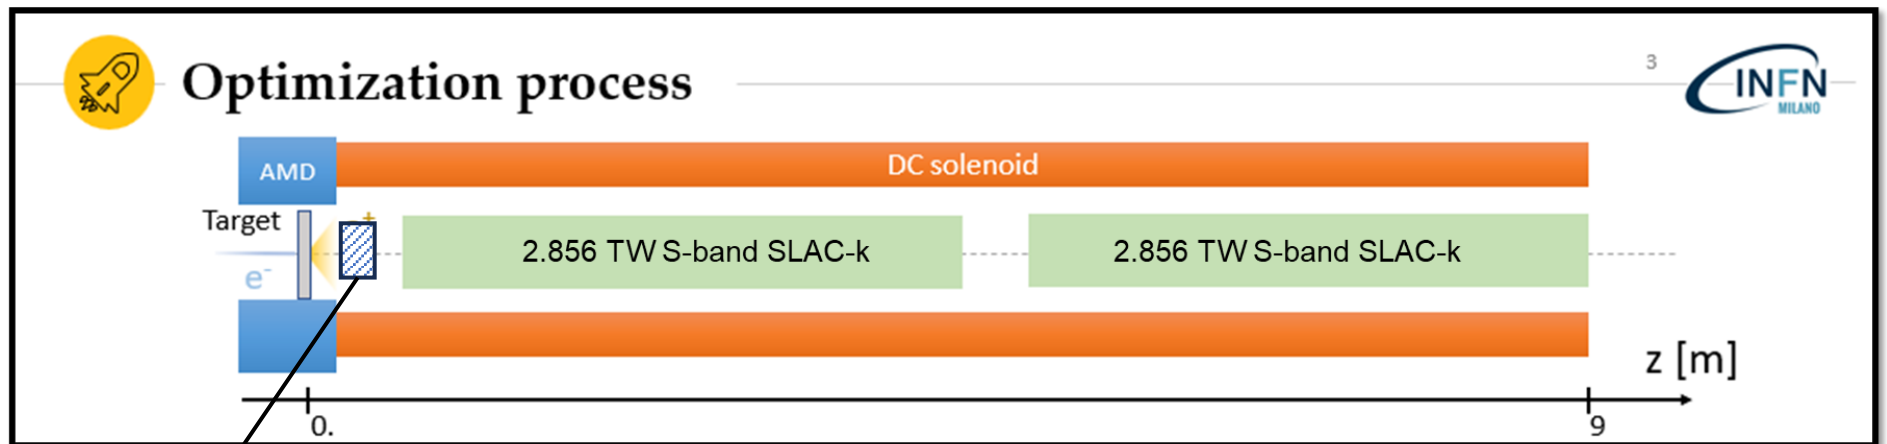 Optimization process
3
INFN
MILANO
AMD
DC solenoid
Target
+
e⁻
2.856 TW S-band SLAC-k
2.856 TW S-band SLAC-k
z [m]
0.
9